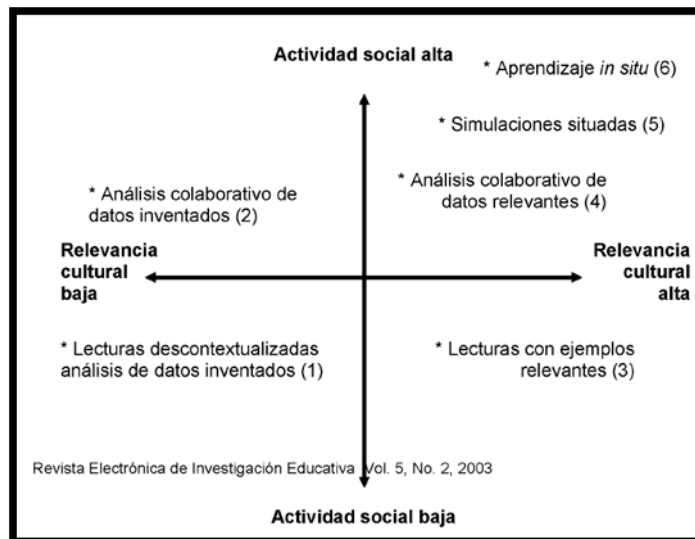 Actividad social alta
* Aprendizaje in situ (6)
* Simulaciones situadas (5)
* Análisis colaborativo de
datos relevantes (4)
* Análisis colaborativo de
datos inventados (2)
Relevancia
cultural
baja
Relevancia
cultural
alta
* Lecturas descontextualizadas
análisis de datos inventados (1)
* Lecturas con ejemplos
relevantes (3)
Revista Electrónica de Investigación Educativa Vol. 5, No. 2, 2003
Actividad social baja